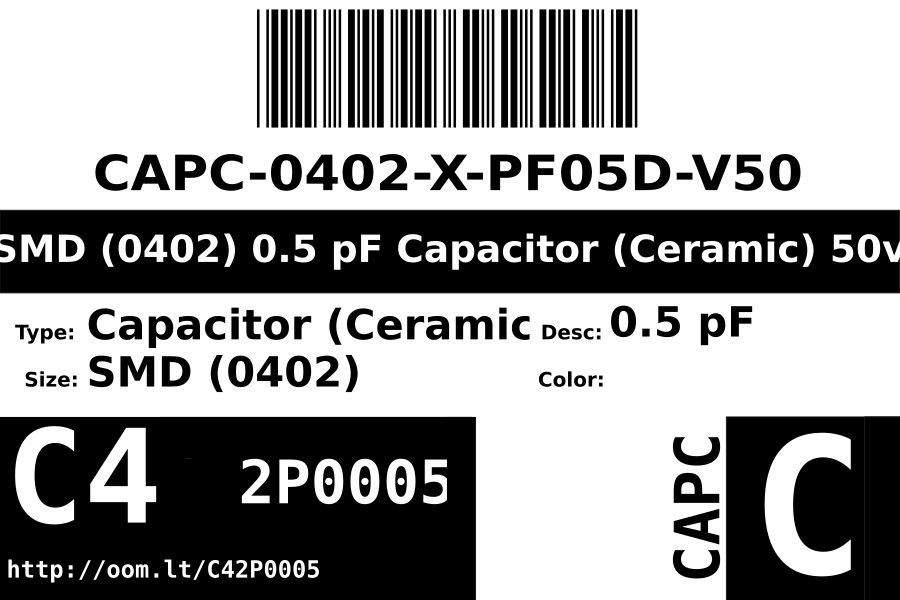 CAPC-0402-X-PF05D-V50
SMD (0402) 0.5 pF Capacitor (Ceramic) 50v
Type: Capacitor (Ceramic Desc: 0.5 pF
Size: SMD (0402) Color:
C4 2P0005
http://oom.lt/C42P0005
CAPC
C